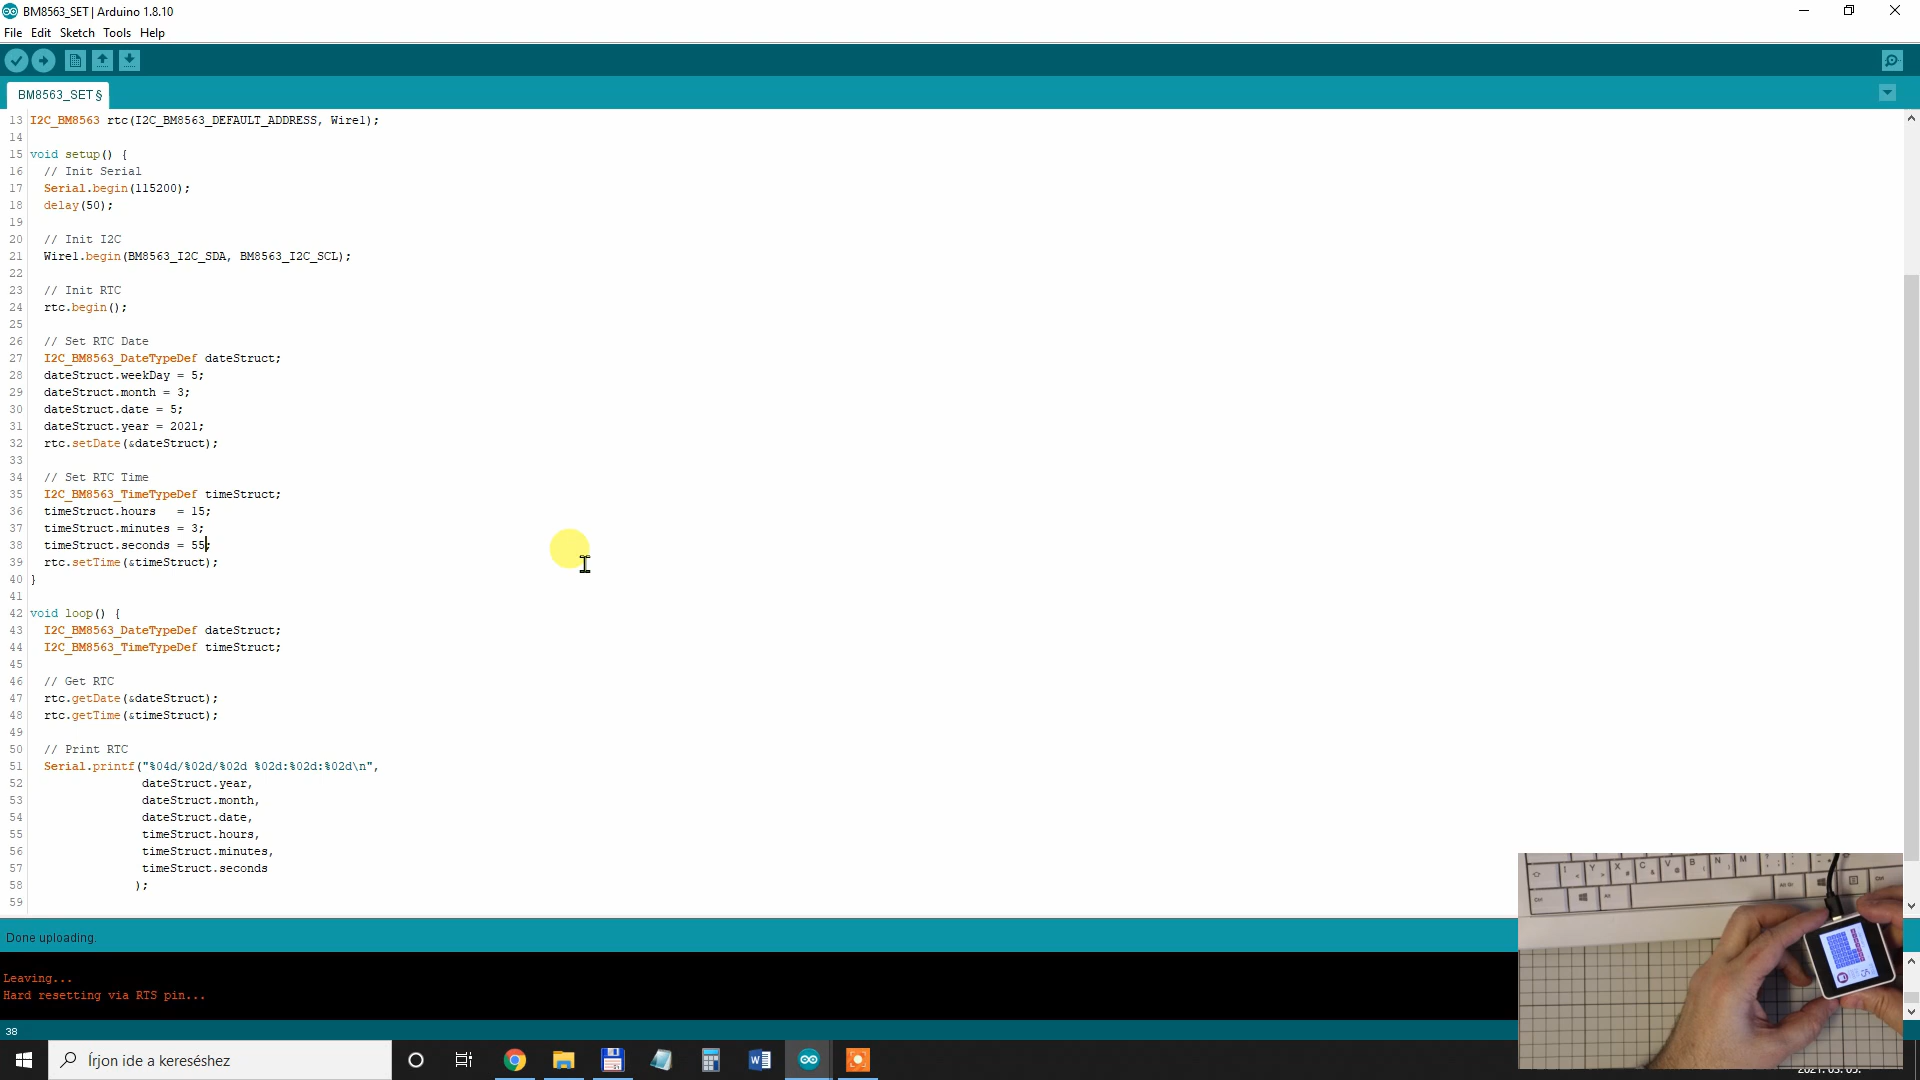 BM8563_SET | Arduino 1.8.10
File Edit Sketch Tools Help
BM8563_SET §
13 I2C_BM8563 rtc(I2C_BM8563_DEFAULT_ADDRESS, Wire1);
14
15 void setup() {
16 // Init Serial
17 Serial.begin(115200);
18 delay(50);
19
20 // Init I2C
21 Wire1.begin(BM8563_I2C_SDA, BM8563_I2C_SCL);
22
23 // Init RTC
24 rtc.begin();
25
26 // Set RTC Date
27 I2C_BM8563_DateTypeDef dateStruct;
28 dateStruct.weekDay = 5;
29 dateStruct.month = 3;
30 dateStruct.date = 5;
31 dateStruct.year = 2021;
32 rtc.setDate(&dateStruct);
33
34 // Set RTC Time
35 I2C_BM8563_TimeTypeDef timeStruct;
36 timeStruct.hours = 15;
37 timeStruct.minutes = 3;
38 timeStruct.seconds = 55;
39 rtc.setTime(&timeStruct);
40 }
41
42 void loop() {
43 I2C_BM8563_DateTypeDef dateStruct;
44 I2C_BM8563_TimeTypeDef timeStruct;
45
46 // Get RTC
47 rtc.getDate(&dateStruct);
48 rtc.getTime(&timeStruct);
49
50 // Print RTC
51 Serial.printf("%04d/%02d/%02d %02d:%02d:%02d\n",
52 dateStruct.year,
53 dateStruct.month,
54 dateStruct.date,
55 timeStruct.hours,
56 timeStruct.minutes,
57 timeStruct.seconds
58 );
59
Done uploading.
Leaving...
Hard resetting via RTS pin...
38
Írjon ide a kereséshez